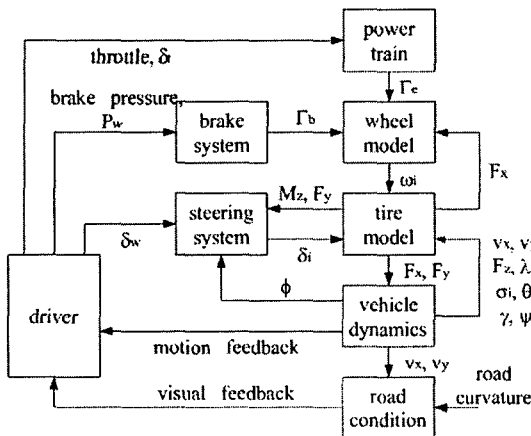 power
train
throttle, δt
Γe
brake pressure,
Pw
brake
system
Γb
wheel
model
Fx
ωi
Mz, Fy
steering
system
tire
model
δw
δi
vx, v
Fz, λ
σi, θ
γ, ψ
Fx, Fy
ϕ
driver
vehicle
dynamics
motion feedback
vx, vy
road
curvature
visual feedback
road
condition